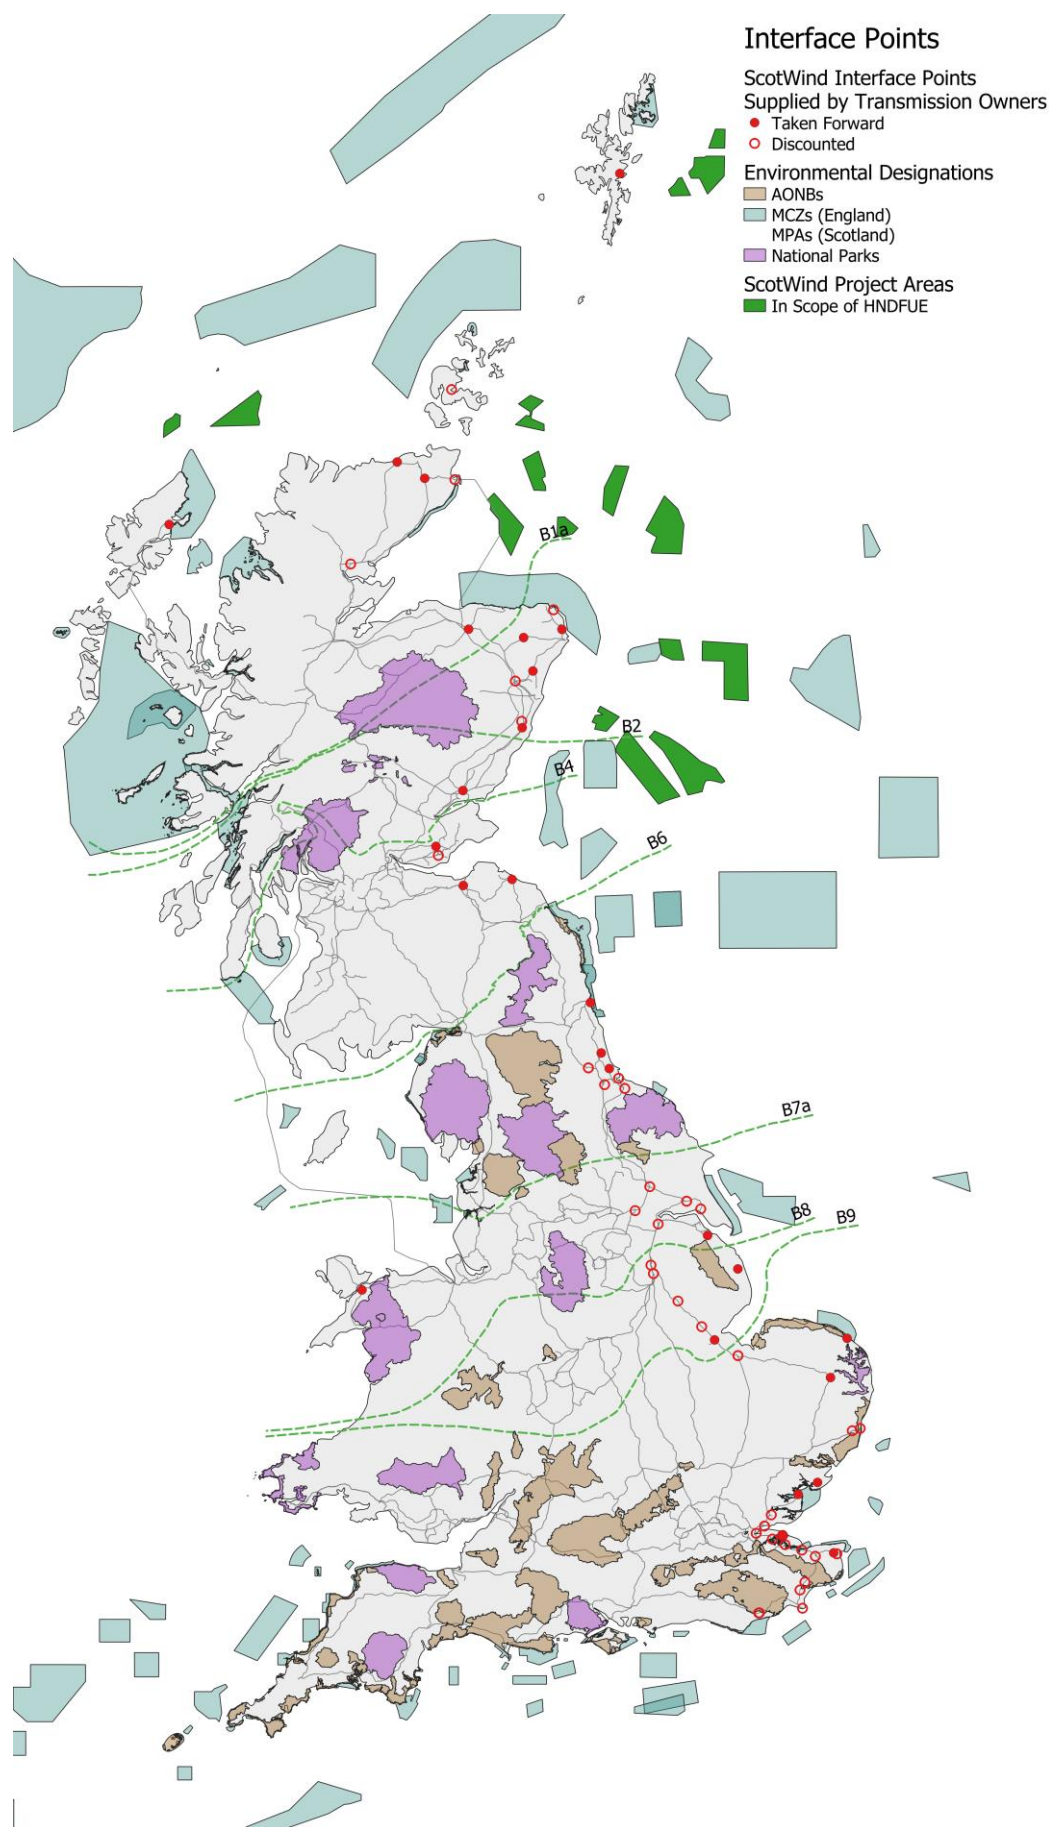 Interface Points
ScotWind Interface Points
Supplied by Transmission Owners
Taken Forward
Discounted
Environmental Designations
AONBs
MCZs (England)
MPAs (Scotland)
National Parks
ScotWind Project Areas
In Scope of HNDFUE
B1a
B2
B4
B6
B7a
B8
B9